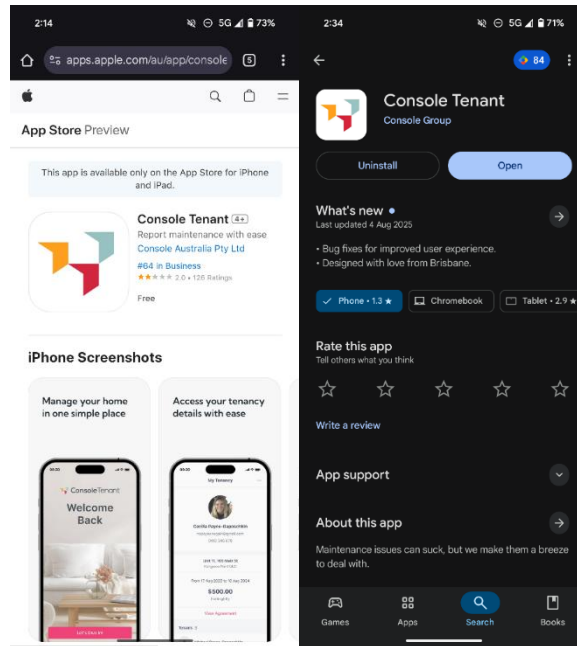 2:14
5G 73%
apps.apple.com/au/app/console
5
App Store Preview
This app is available only on the App Store for iPhone
and iPad.
Console Tenant 4+
Report maintenance with ease
Console Australia Pty Ltd
#64 in Business
★★★★★ 2.0 • 126 Ratings
Free
iPhone Screenshots
Manage your home
in one simple place
ConsoleTenant
Welcome
Back
Access your tenancy
details with ease
My Tenancy
$500.00
View Agreement
2:34
5G 71%
84
Console Tenant
Console Group
Uninstall
Open
What's new •
Last updated 4 Aug 2025
• Bug fixes for improved user experience.
• Designed with love from Brisbane.
Phone • 1.3 ★
Chromebook
Tablet • 2.9 ★
Rate this app
Tell others what you think
Write a review
App support
About this app
Maintenance issues can suck, but we make them a breeze
to deal with.
Games
Apps
Search
Books